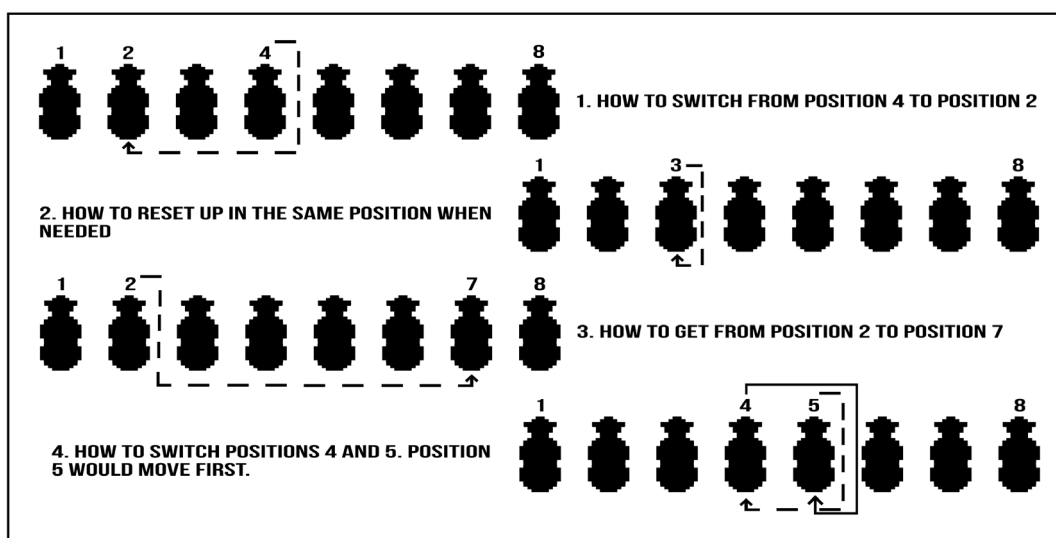 1 2 4 8
1. HOW TO SWITCH FROM POSITION 4 TO POSITION 2
1 3 8
2. HOW TO RESET UP IN THE SAME POSITION WHEN
NEEDED
1 2 7 8
3. HOW TO GET FROM POSITION 2 TO POSITION 7
1 4 5 8
4. HOW TO SWITCH POSITIONS 4 AND 5. POSITION
5 WOULD MOVE FIRST.